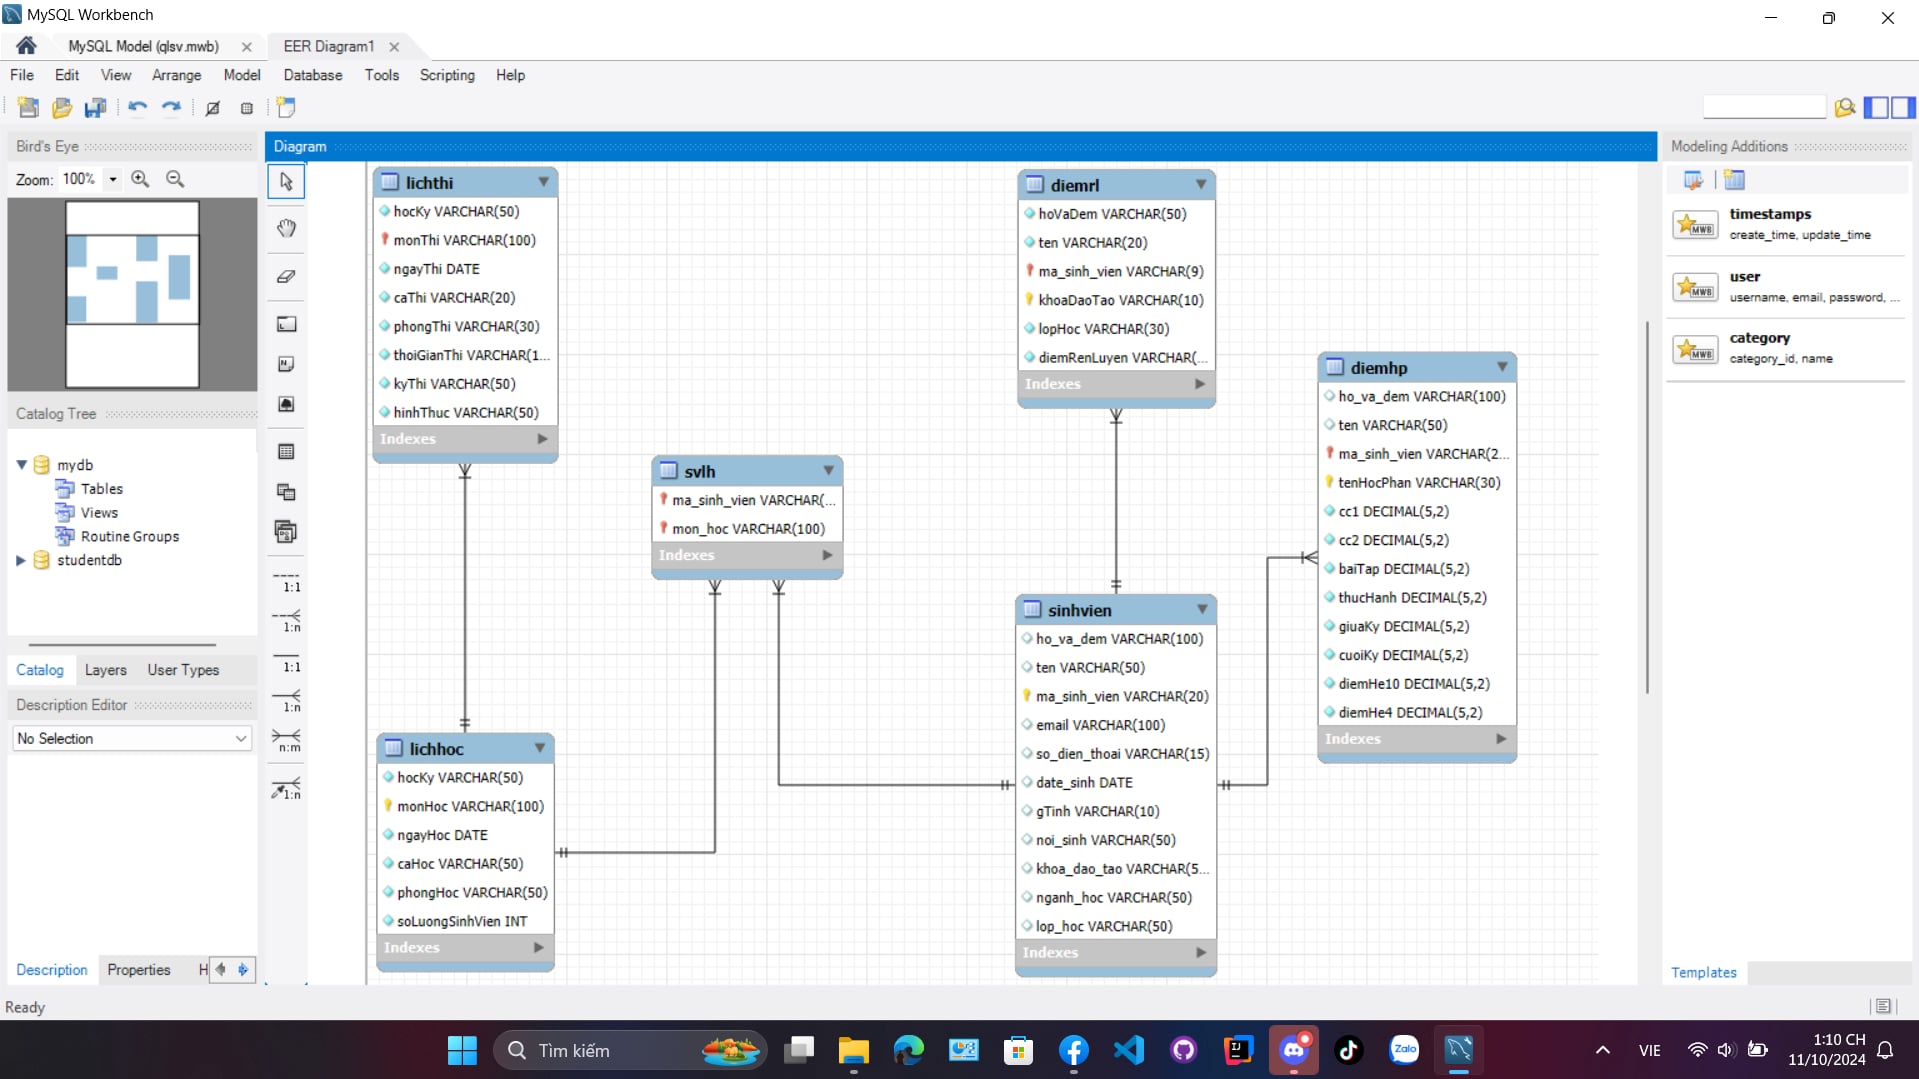 MySQL Workbench
MySQL Model (qlsv.mwb)
EER Diagram1
File Edit View Arrange Model Database Tools Scripting Help
Bird's Eye
Zoom: 100%
Catalog Tree
mydb
Tables
Views
Routine Groups
studentdb
Catalog Layers User Types
Description Editor
No Selection
Description Properties H
Ready
Diagram
1:1
1:n
1:1
1:n
n:m
1:n
lichthi
hocKy VARCHAR(50)
monThi VARCHAR(100)
ngayThi DATE
caThi VARCHAR(20)
phongThi VARCHAR(30)
thoiGianThi VARCHAR(1...
kyThi VARCHAR(50)
hinhThuc VARCHAR(50)
Indexes
svlh
ma_sinh_vien VARCHAR(...
mon_hoc VARCHAR(100)
Indexes
lichhoc
hocKy VARCHAR(50)
monHoc VARCHAR(100)
ngayHoc DATE
caHoc VARCHAR(50)
phongHoc VARCHAR(50)
soLuongSinhVien INT
Indexes
diemrl
hoVaDem VARCHAR(50)
ten VARCHAR(20)
ma_sinh_vien VARCHAR(9)
khoaDaoTao VARCHAR(10)
lopHoc VARCHAR(30)
diemRenLuyen VARCHAR(...
Indexes
sinhvien
ho_va_dem VARCHAR(100)
ten VARCHAR(50)
ma_sinh_vien VARCHAR(20)
email VARCHAR(100)
so_dien_thoai VARCHAR(15)
date_sinh DATE
gTinh VARCHAR(10)
noi_sinh VARCHAR(50)
khoa_dao_tao VARCHAR(5...
nganh_hoc VARCHAR(50)
lop_hoc VARCHAR(50)
Indexes
diemhp
ho_va_dem VARCHAR(100)
ten VARCHAR(50)
ma_sinh_vien VARCHAR(2...
tenHocPhan VARCHAR(30)
cc1 DECIMAL(5,2)
cc2 DECIMAL(5,2)
baiTap DECIMAL(5,2)
thucHanh DECIMAL(5,2)
giuaKy DECIMAL(5,2)
cuoiKy DECIMAL(5,2)
diemHe10 DECIMAL(5,2)
diemHe4 DECIMAL(5,2)
Indexes
Modeling Additions
MWB
timestamps
create_time, update_time
MWB
user
username, email, password, ...
MWB
category
category_id, name
Templates
Tìm kiếm
Zalo
VIE
1:10 CH
11/10/2024